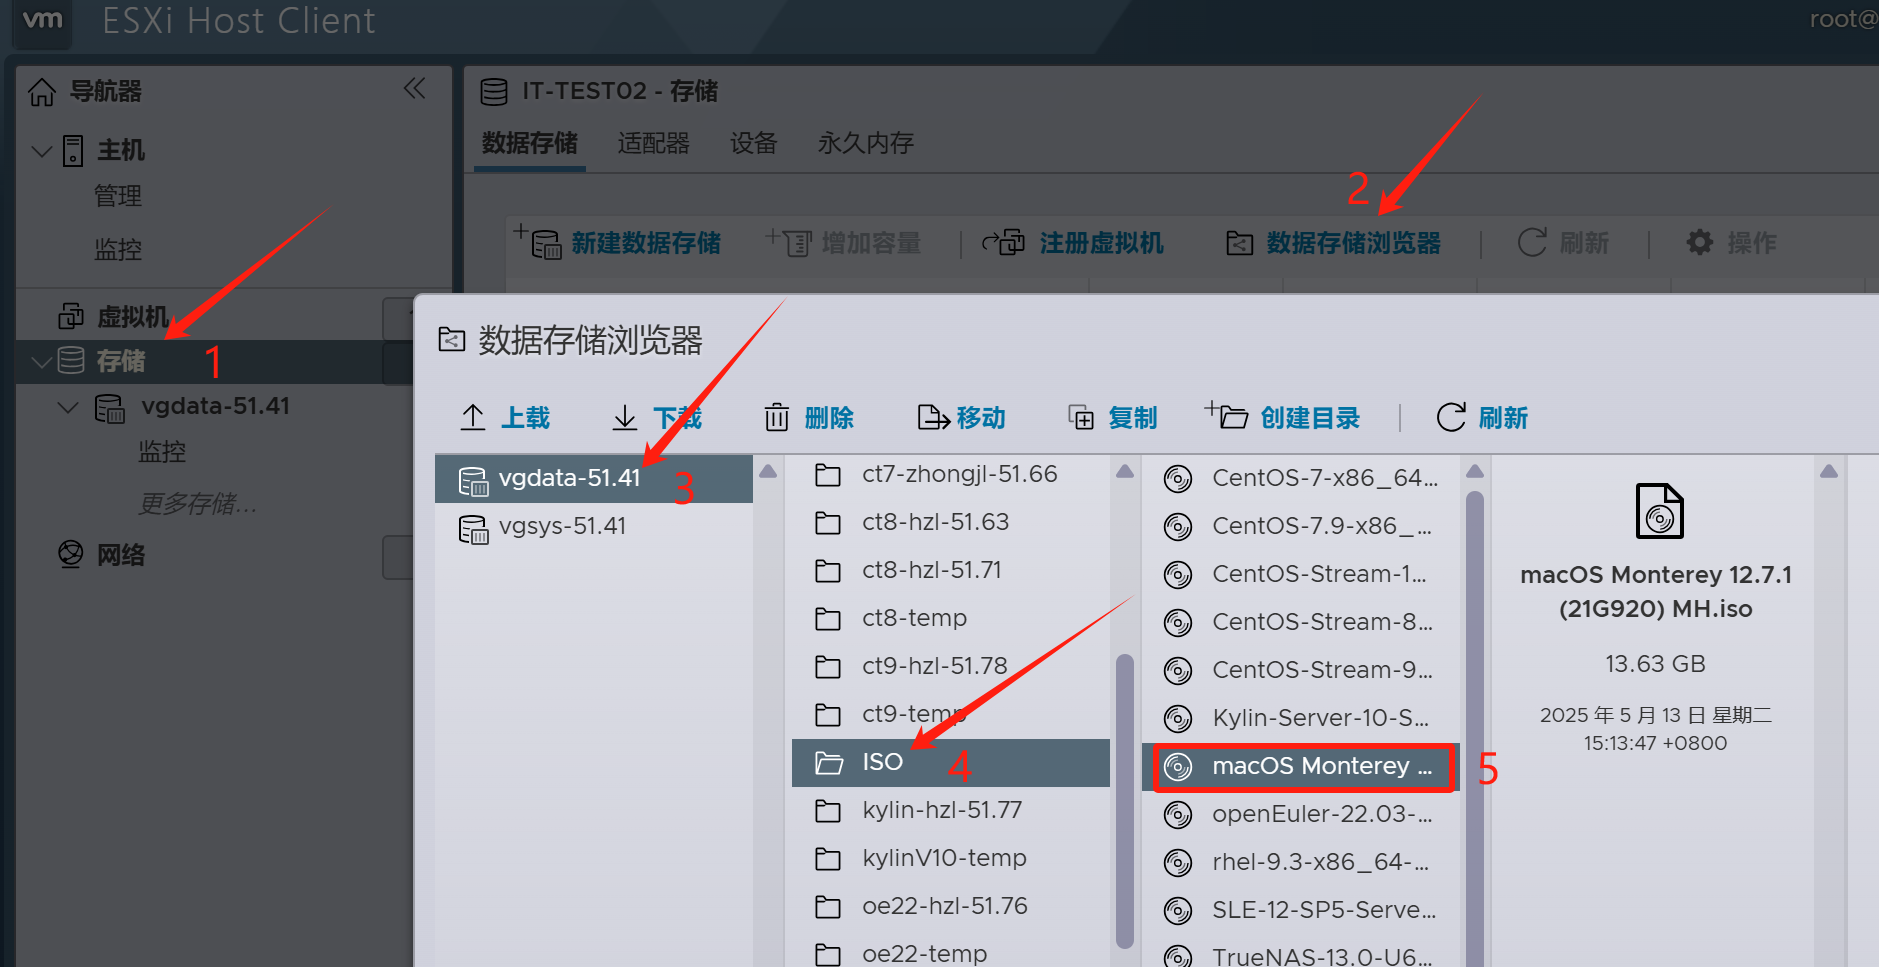 vm ESXi Host Client root@
导航器
主机
管理
监控
虚拟机
存储 1
vgdata-51.41
监控
更多存储...
网络
IT-TEST02 - 存储
数据存储 适配器 设备 永久内存
2
新建数据存储 增加容量 注册虚拟机 数据存储浏览器 刷新 操作
数据存储浏览器
上载 下载 删除 移动 复制 创建目录 刷新
vgdata-51.41 3
vgsys-51.41
ct7-zhongjl-51.66
ct8-hzl-51.63
ct8-hzl-51.71
ct8-temp
ct9-hzl-51.78
ct9-temp
ISO 4
kylin-hzl-51.77
kylinV10-temp
oe22-hzl-51.76
oe22-temp
CentOS-7-x86_64...
CentOS-7.9-x86_...
CentOS-Stream-1...
CentOS-Stream-8...
CentOS-Stream-9...
Kylin-Server-10-S...
macOS Monterey ... 5
openEuler-22.03-...
rhel-9.3-x86_64-...
SLE-12-SP5-Serve...
TrueNAS-13.0-U6...
macOS Monterey 12.7.1
(21G920) MH.iso
13.63 GB
2025 年 5 月 13 日 星期二
15:13:47 +0800